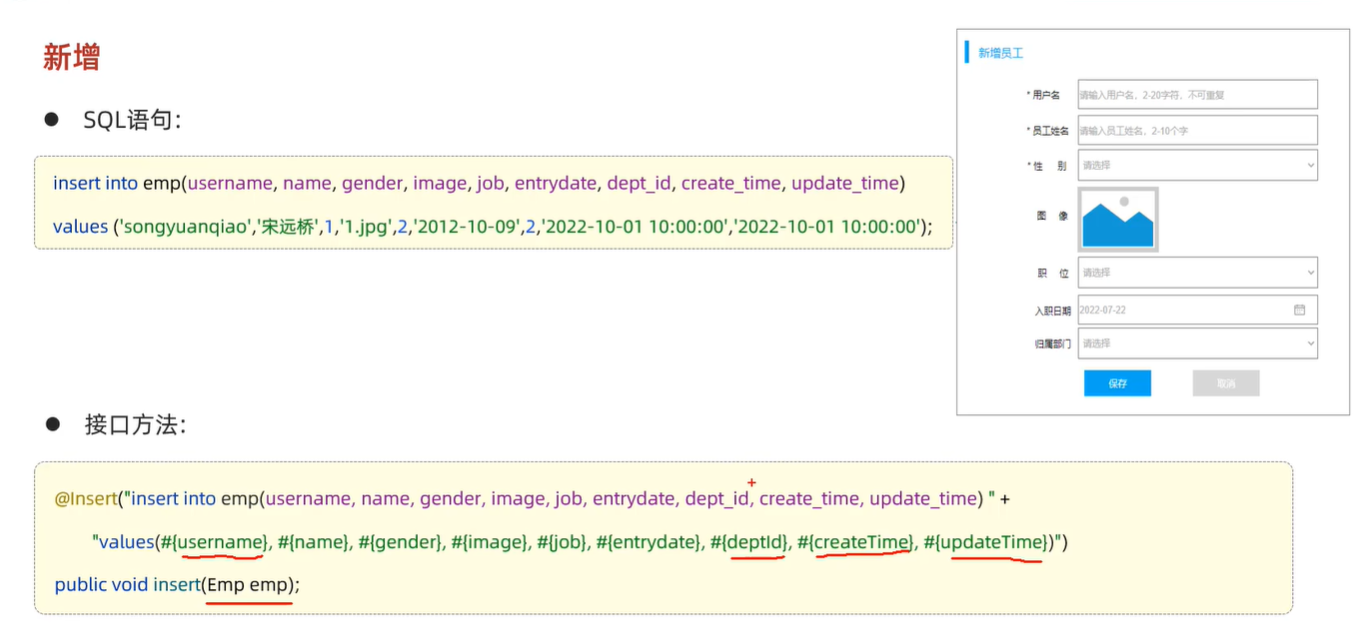 新增
● SQL语句：
insert into emp(username, name, gender, image, job, entrydate, dept_id, create_time, update_time)
values ('songyuanqiao','宋远桥',1,'1.jpg',2,'2012-10-09',2,'2022-10-01 10:00:00','2022-10-01 10:00:00');
新增员工
* 用户名 请输入用户名，2-20字符，不可重复
* 员工姓名 请输入员工姓名，2-10个字
* 性 别 请选择
图 像
职 位 请选择
入职日期 2022-07-22
归属部门 请选择
保存 取消
● 接口方法：
@Insert("insert into emp(username, name, gender, image, job, entrydate, dept_id, create_time, update_time) " +
"values(#{username}, #{name}, #{gender}, #{image}, #{job}, #{entrydate}, #{deptId}, #{createTime}, #{updateTime})")
public void insert(Emp emp);